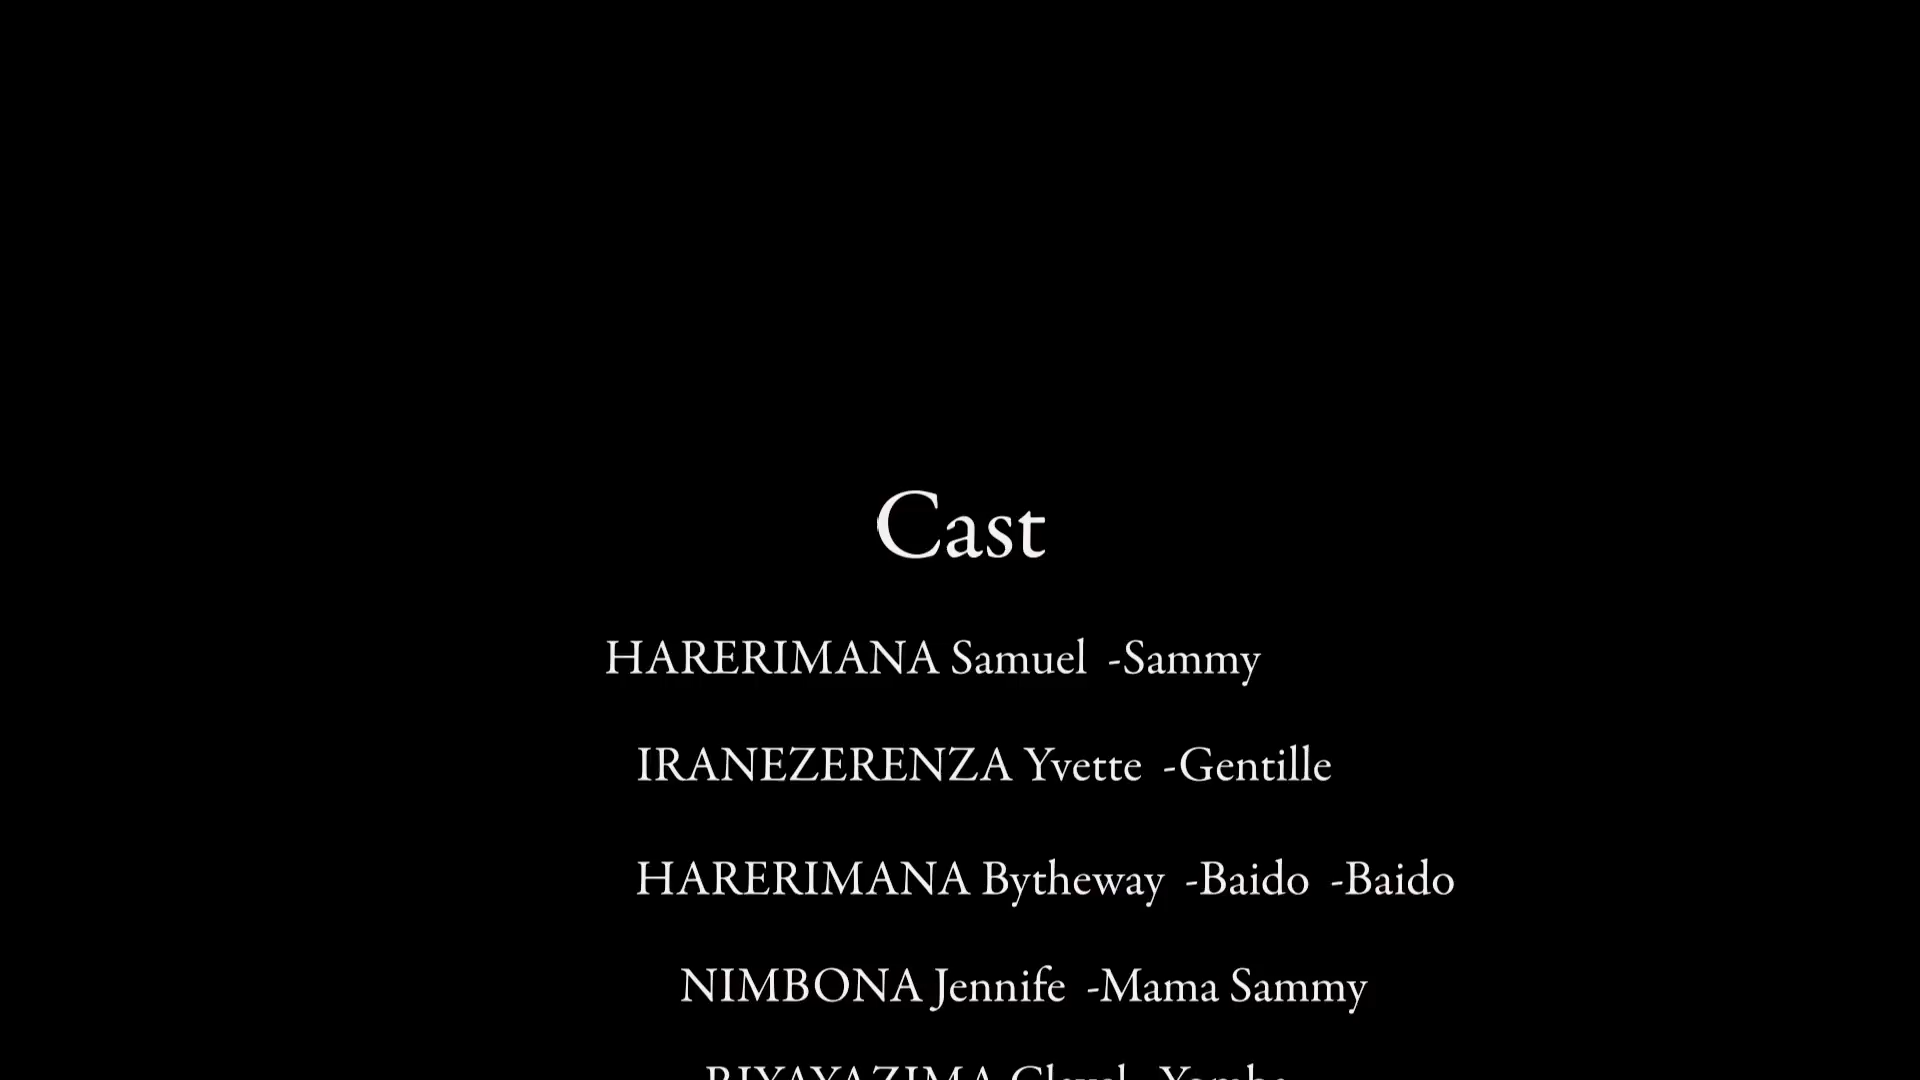 Cast
HARERIMANA Samuel -Sammy
IRANEZERENZA Yvette -Gentille
HARERIMANA Bytheway -Baido -Baido
NIMBONA Jennife -Mama Sammy